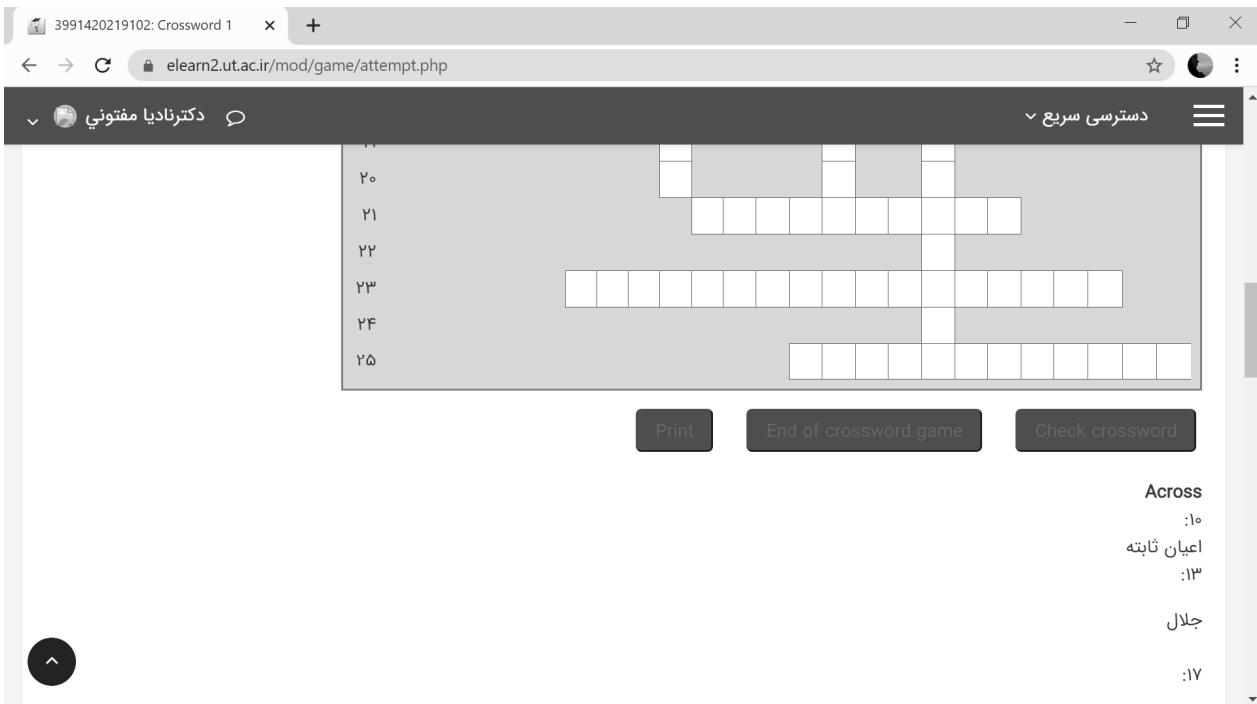 3991420219102: Crossword 1
elearn2.ut.ac.ir/mod/game/attempt.php
دسترسی سریع
دکترنادیا مفتوني
۲۰
۲۱
۲۲
۲۳
۲۴
۲۵
Check crossword
End of crossword game
Print
Across
۱۰:
اعیان ثابته
۱۳:
جلال
۱۷: